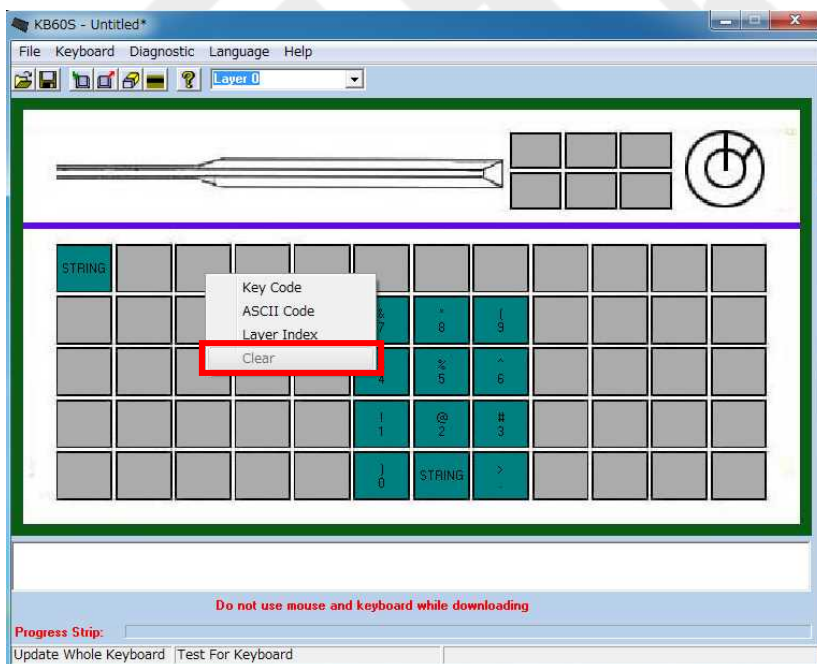 KB60S - Untitled*
X
File Keyboard Diagnostic Language Help
? Layer 0
STRING
Key Code
ASCII Code
Layer Index
Clear
& * (
7 8 9
% ^
4 5 6
! @ #
1 2 3
) STRING >
0 .
Do not use mouse and keyboard while downloading
Progress Strip:
Update Whole Keyboard Test For Keyboard